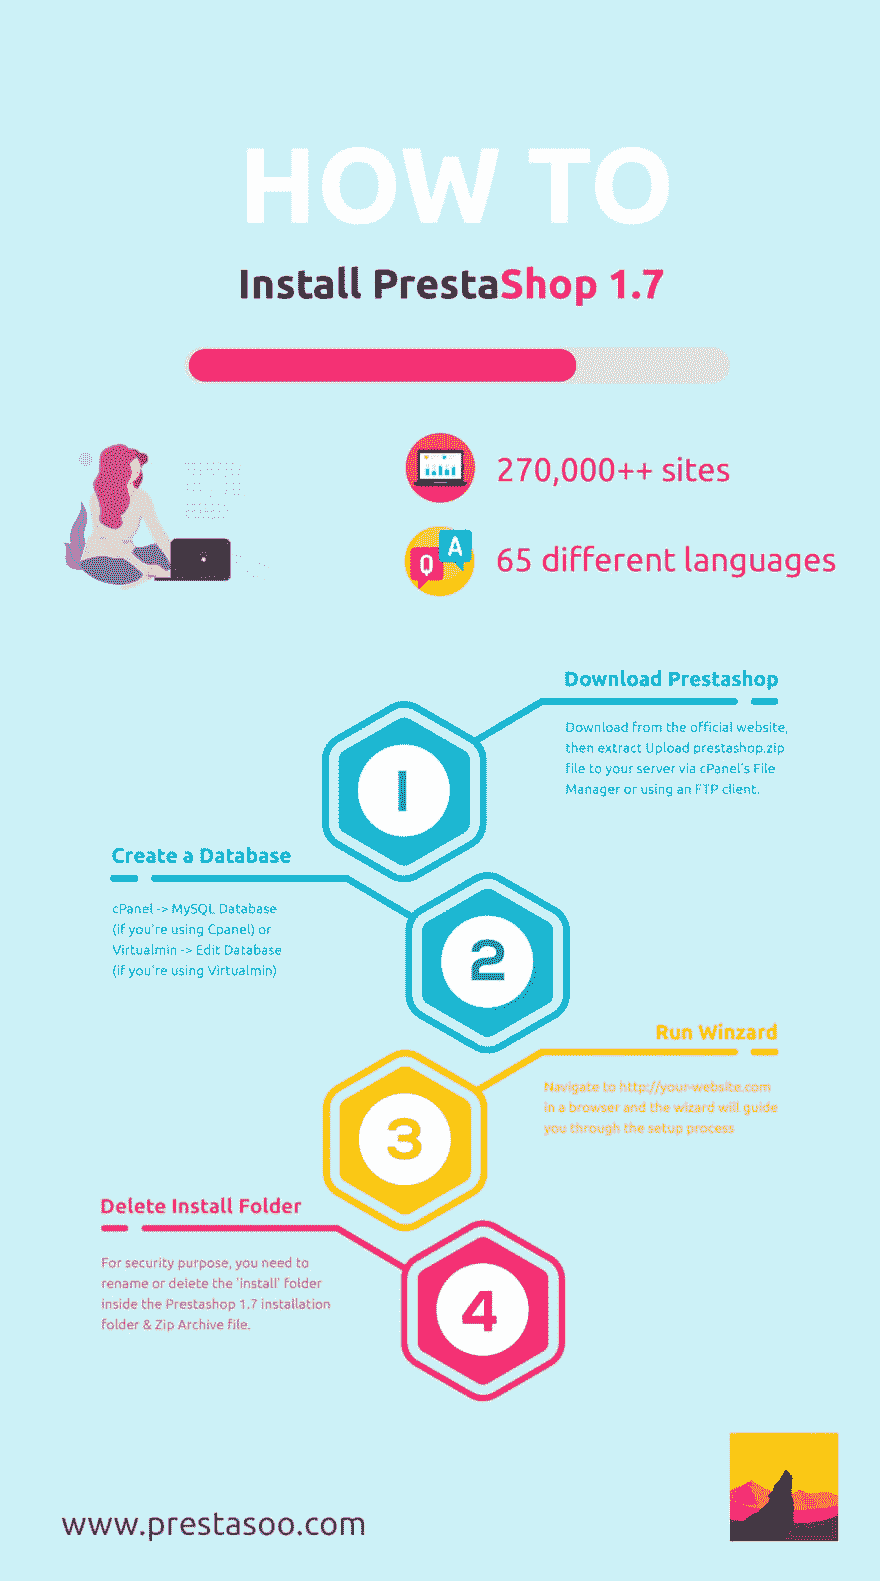 HOW TO
Install PrestaShop 1.7
270,000++ sites
Q A
65 different languages
Download Prestashop
Download from the official website,
then extract Upload prestashop.zip
file to your server via cPanel's File
Manager or using an FTP client.
1
Create a Database
cPanel -> MySQL Database
(if you're using Cpanel) or
Virtualmin -> Edit Database
(if you're using Virtualmin)
2
Run Winzard
Navigate to http://your-website.com
in a browser and the wizard will guide
you through the setup process
3
Delete Install Folder
For security purpose, you need to
rename or delete the 'install' folder
inside the Prestashop 1.7 installation
folder & Zip Archive file.
4
www.prestasoo.com